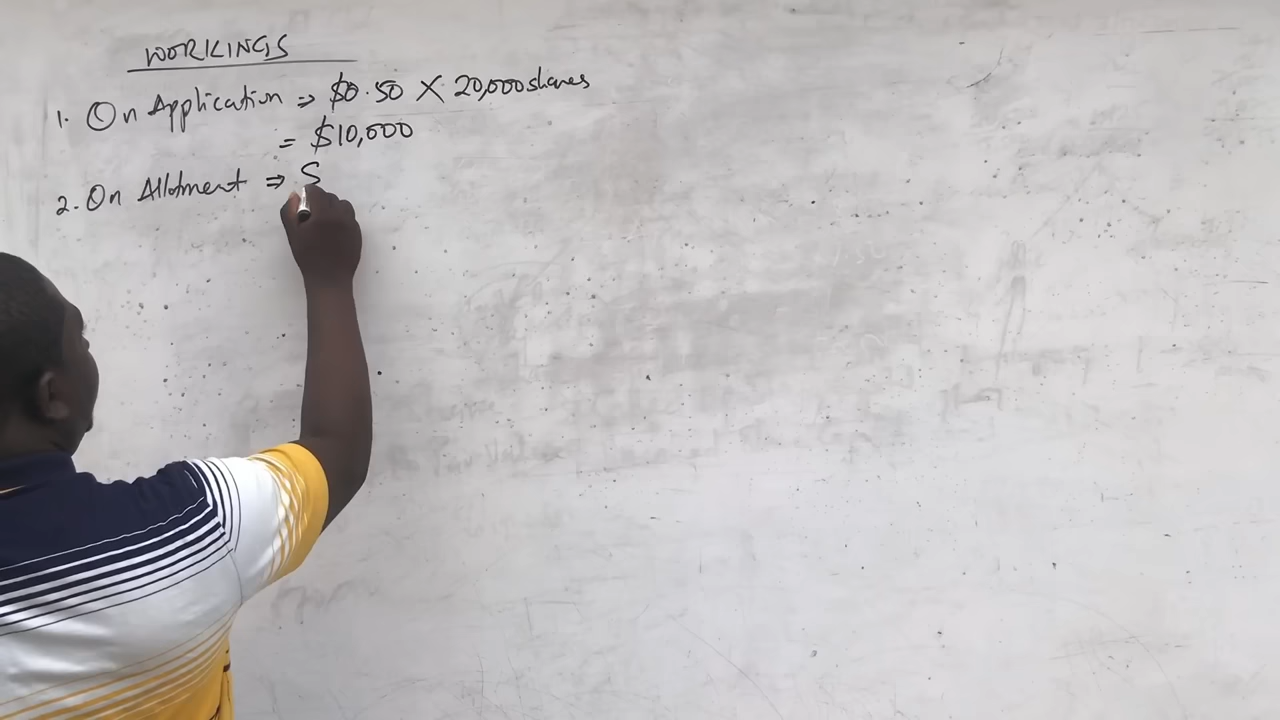 WORKINGS
1. On Application ⇒ $0.50 X 20,000 shares
= $10,000
2. On Allotment ⇒ S